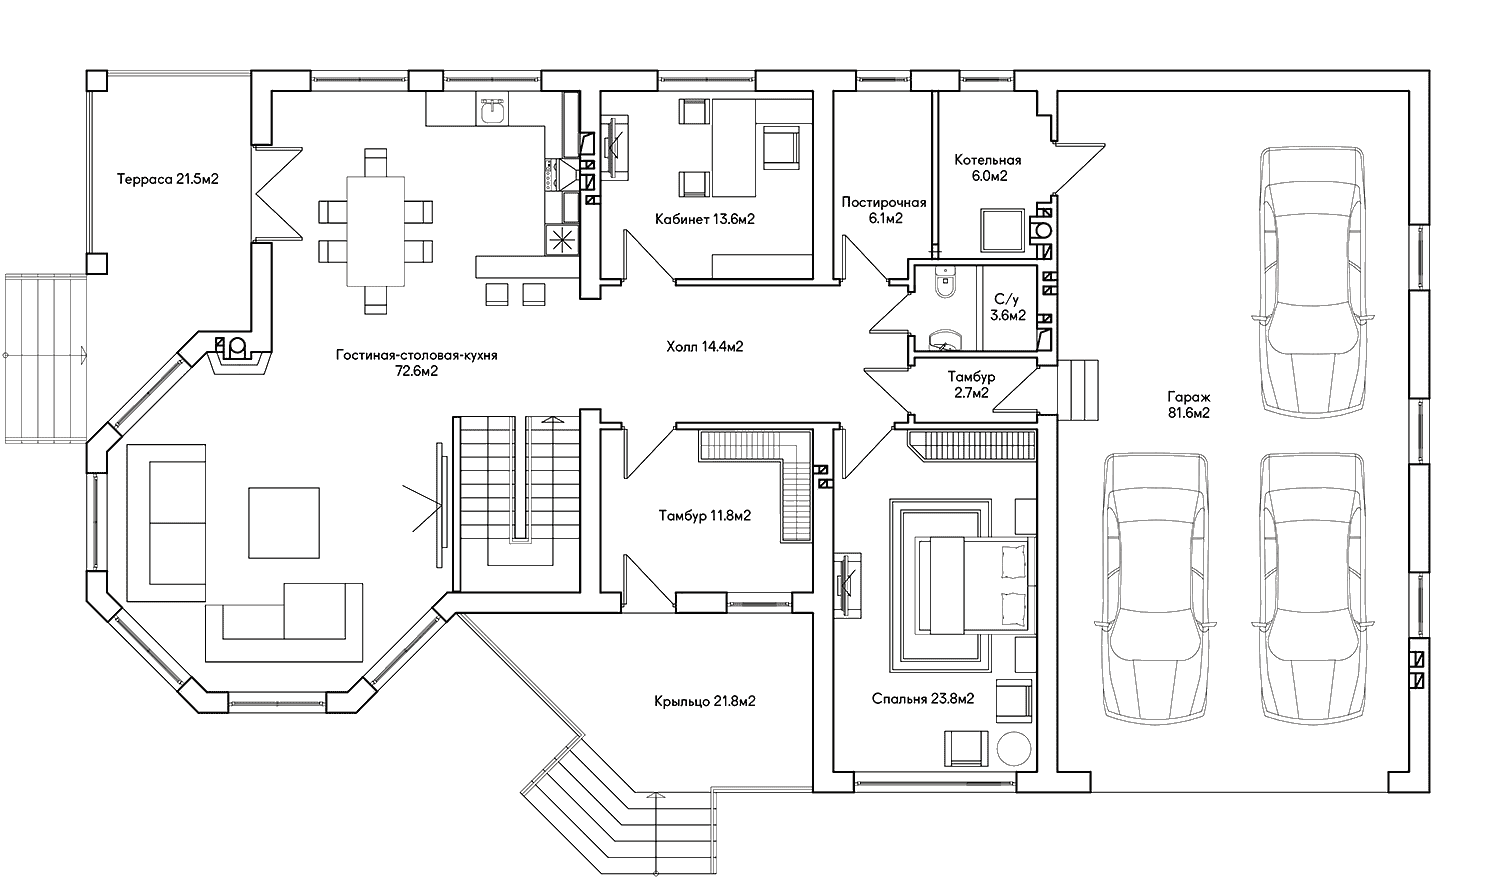 Терраса 21.5м2
Кабинет 13.6м2
Постирочная
6.1м2
Котельная
6.0м2
С/у
3.6м2
Гостиная-столовая-кухня
72.6м2
Холл 14.4м2
Тамбур
2.7м2
Гараж
81.6м2
Тамбур 11.8м2
Крыльцо 21.8м2
Спальня 23.8м2